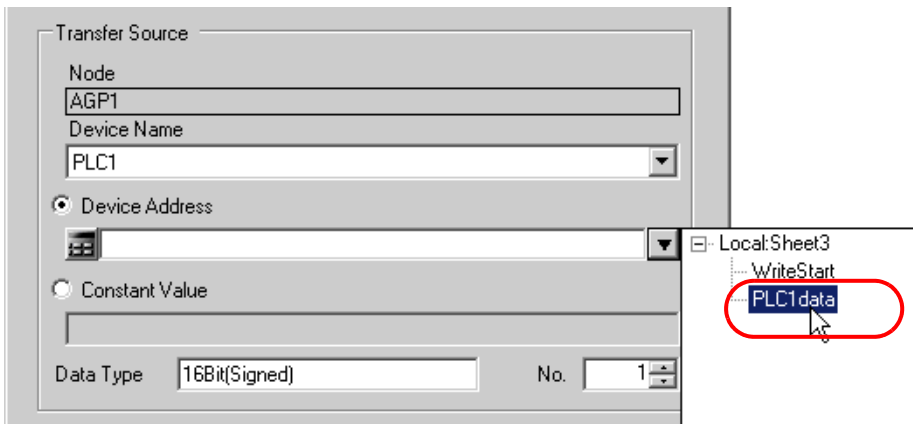 Transfer Source
Node
AGP1
Device Name
PLC1
Device Address
Local:Sheet3
WriteStart
PLC1data
Constant Value
Data Type 16Bit(Signed) No. 1